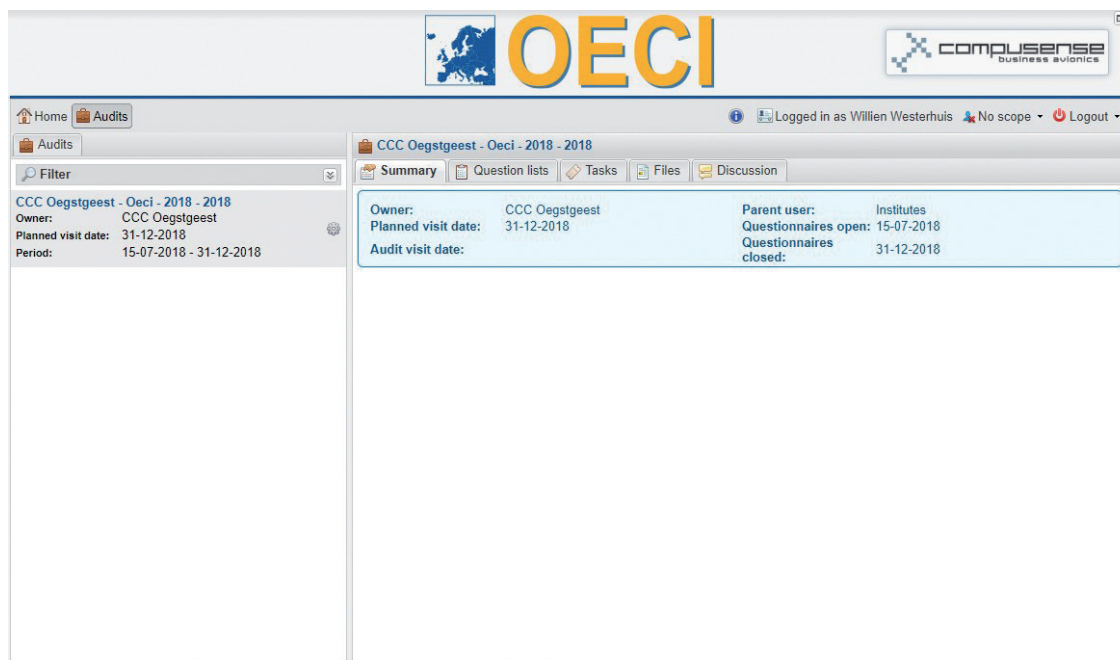 OECI
compusense
business avionics
Home Audits
Logged in as Willien Westerhuis No scope Logout
Audits
Filter
CCC Oegstgeest - Oeci - 2018 - 2018
Owner: CCC Oegstgeest
Planned visit date: 31-12-2018
Period: 15-07-2018 - 31-12-2018
CCC Oegstgeest - Oeci - 2018 - 2018
Summary Question lists Tasks Files Discussion
Owner: CCC Oegstgeest Parent user: Institutes
Planned visit date: 31-12-2018 Questionnaires open: 15-07-2018
Audit visit date: Questionnaires
closed: 31-12-2018